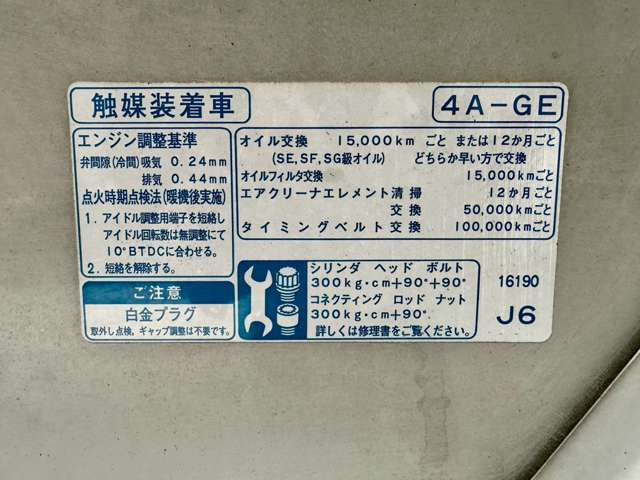 触媒装着車
4A-GE
エンジン調整基準
弁間隙(冷間)吸気 0.24mm
排気 0.44mm
点火時期点検法(暖機後実施)
1. アイドル調整用端子を短絡し
アイドル回転数は無調整にて
10°BTDCに合わせる。
2. 短絡を解除する。
オイル交換 15,000km ごと または12か月ごと
(SE,SF,SG級オイル) どちらか早い方で交換
オイルフィルタ交換 15,000kmごと
エアクリーナエレメント清掃 12か月ごと
交換 50,000kmごと
タイミングベルト交換 100,000kmごと
ご注意
白金プラグ
取外し点検,ギャップ調整は不要です。
シリンダ ヘッド ボルト
300kg・cm+90°+90°
コネクティング ロッド ナット
300kg・cm+90°.
詳しくは修理書をご覧ください。
16190
J6